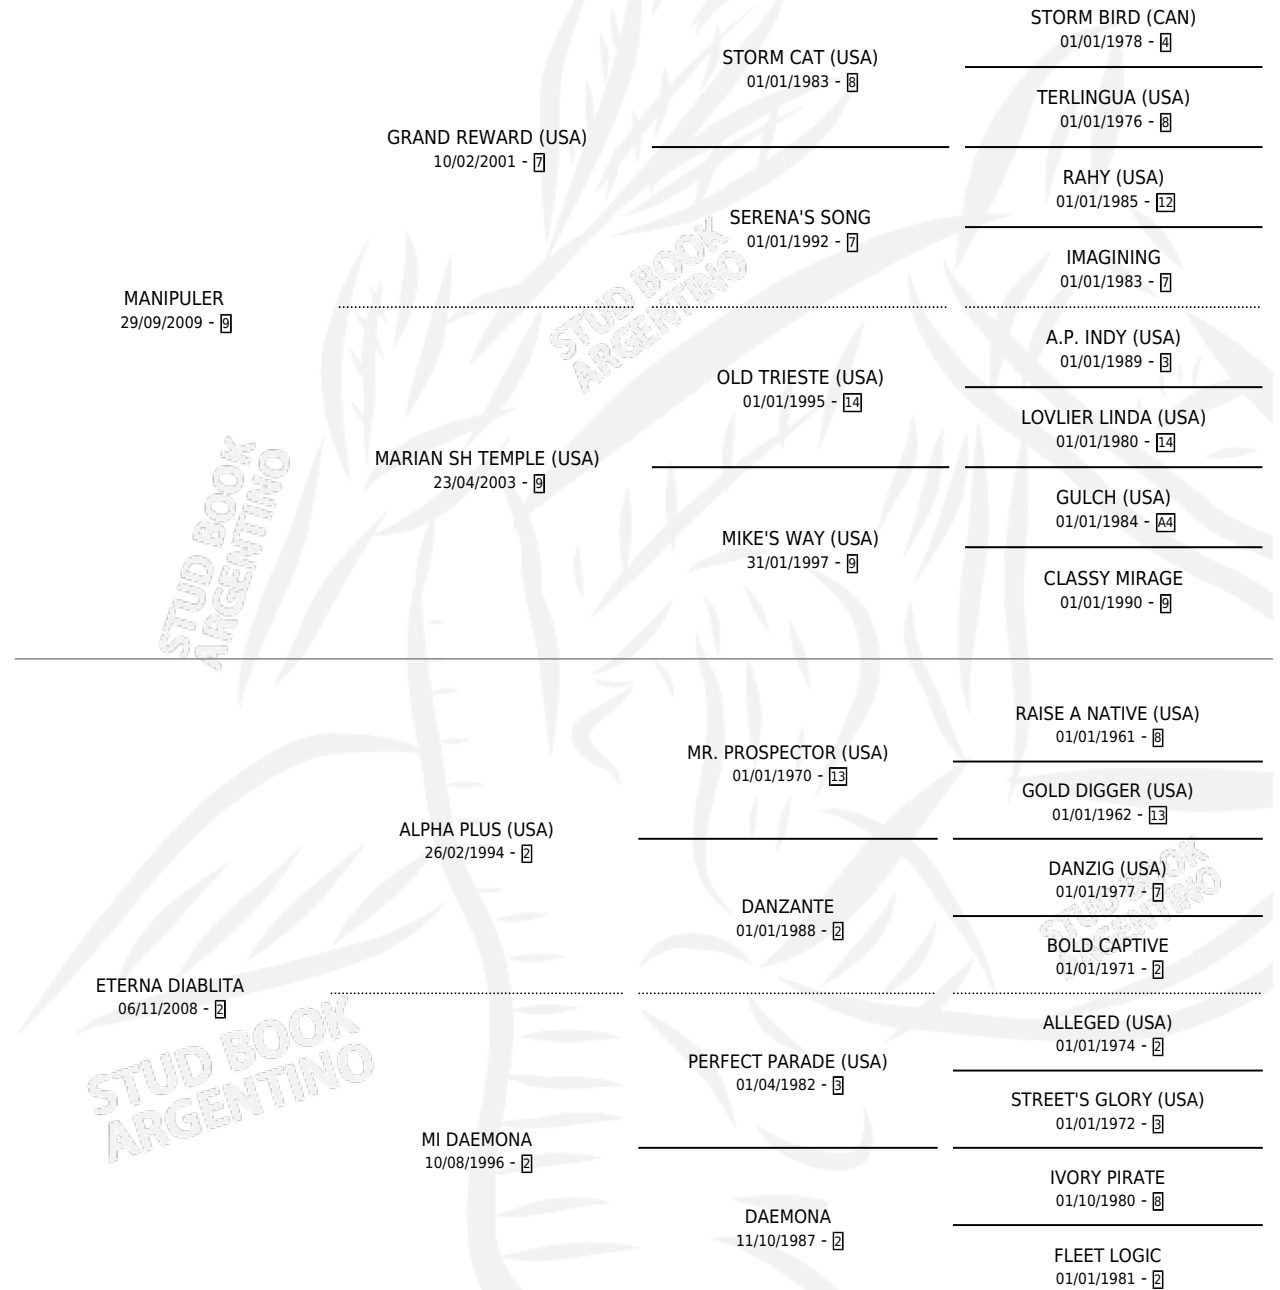 STORM BIRD (CAN)
01/01/1978 - 4
STORM CAT (USA)
01/01/1983 - 8
TERLINGUA (USA)
01/01/1976 - 8
GRAND REWARD (USA)
10/02/2001 - 7
RAHY (USA)
01/01/1985 - 12
SERENA'S SONG
01/01/1992 - 7
IMAGINING
01/01/1983 - 7
MANIPULER
29/09/2009 - 9
A.P. INDY (USA)
01/01/1989 - 3
OLD TRIESTE (USA)
01/01/1995 - 14
LOVLIER LINDA (USA)
01/01/1980 - 14
MARIAN SH TEMPLE (USA)
23/04/2003 - 9
GULCH (USA)
01/01/1984 - A4
MIKE'S WAY (USA)
31/01/1997 - 9
CLASSY MIRAGE
01/01/1990 - 9
RAISE A NATIVE (USA)
01/01/1961 - 8
MR. PROSPECTOR (USA)
01/01/1970 - 13
GOLD DIGGER (USA)
01/01/1962 - 13
ALPHA PLUS (USA)
26/02/1994 - 2
DANZIG (USA)
01/01/1977 - 7
DANZANTE
01/01/1988 - 2
BOLD CAPTIVE
01/01/1971 - 2
ETERNA DIABLITA
06/11/2008 - 2
ALLEGED (USA)
01/01/1974 - 2
PERFECT PARADE (USA)
01/04/1982 - 3
STREET'S GLORY (USA)
01/01/1972 - 3
MI DAEMONA
10/08/1996 - 2
IVORY PIRATE
01/10/1980 - 8
DAEMONA
11/10/1987 - 2
FLEET LOGIC
01/01/1981 - 2
STUD BOOK
ARGENTINO
STUD BOOK
ARGENTINO
STUD BOOK
ARGENTINO
STUD BOOK
ARGENTINO